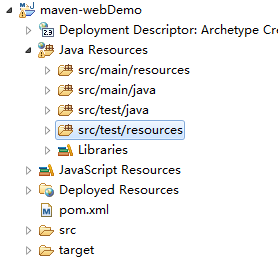 maven-webDemo
Deployment Descriptor: Archetype Cre
Java Resources
src/main/resources
src/main/java
src/test/java
src/test/resources
Libraries
JavaScript Resources
Deployed Resources
pom.xml
src
target